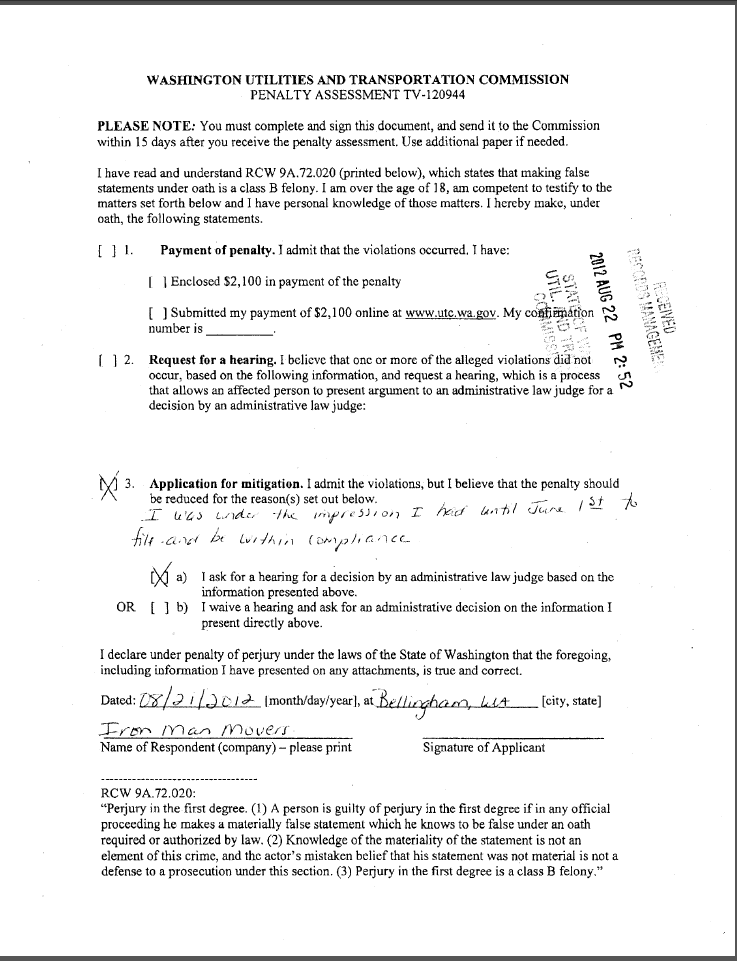 WASHINGTON UTILITIES AND TRANSPORTATION COMMISSION
PENALTY ASSESSMENT TV-120944
PLEASE NOTE: You must complete and sign this document, and send it to the Commission
within 15 days after you receive the penalty assessment. Use additional paper if needed.
I have read and understand RCW 9A.72.020 (printed below), which states that making false
statements under oath is a class B felony. I am over the age of 18, am competent to testify to the
matters set forth below and I have personal knowledge of those matters. I hereby make, under
oath, the following statements.
[ ] 1. Payment of penalty. I admit that the violations occurred. I have:
[ ] Enclosed $2,100 in payment of the penalty
[ ] Submitted my payment of $2,100 online at www.utc.wa.gov. My confirmation
number is __________.
[ ] 2. Request for a hearing. I believe that one or more of the alleged violations did not
occur, based on the following information, and request a hearing, which is a process
that allows an affected person to present argument to an administrative law judge for a
decision by an administrative law judge:
RECEIVED
RECORDS MANAGEMEN
2012 AUG 22 PM 2:52
STATE OF W
UTIL. AND TR
COMMISS
[X] 3. Application for mitigation. I admit the violations, but I believe that the penalty should
be reduced for the reason(s) set out below.
I was under the impression I had until June 1st to
file and be within compliance
[X] a) I ask for a hearing for a decision by an administrative law judge based on the
information presented above.
OR [ ] b) I waive a hearing and ask for an administrative decision on the information I
present directly above.
I declare under penalty of perjury under the laws of the State of Washington that the foregoing,
including information I have presented on any attachments, is true and correct.
Dated: 08/21/2012 [month/day/year], at Bellingham, WA [city, state]
Iron Man Movers
Name of Respondent (company) – please print Signature of Applicant
-----------------------------------
RCW 9A.72.020:
“Perjury in the first degree. (1) A person is guilty of perjury in the first degree if in any official
proceeding he makes a materially false statement which he knows to be false under an oath
required or authorized by law. (2) Knowledge of the materiality of the statement is not an
element of this crime, and the actor’s mistaken belief that his statement was not material is not a
defense to a prosecution under this section. (3) Perjury in the first degree is a class B felony.”